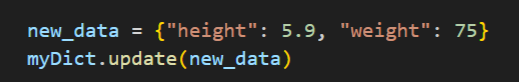 new_data = {"height": 5.9, "weight": 75}
myDict.update(new_data)